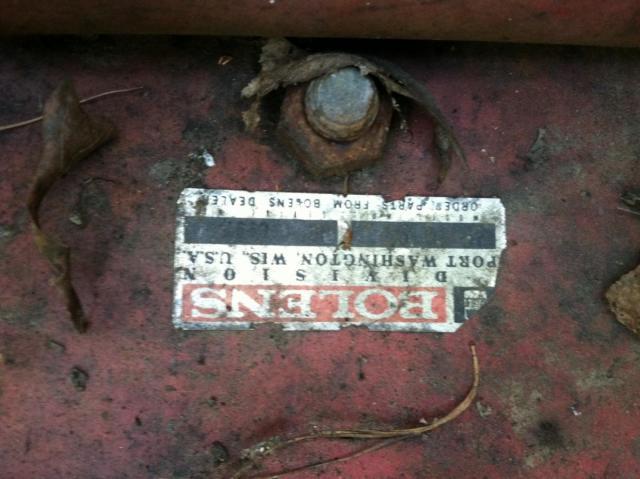 BOLENS
DIVISION
PORT WASHINGTON, WIS., U.S.A.
ORDER PARTS FROM BOLENS DEALER